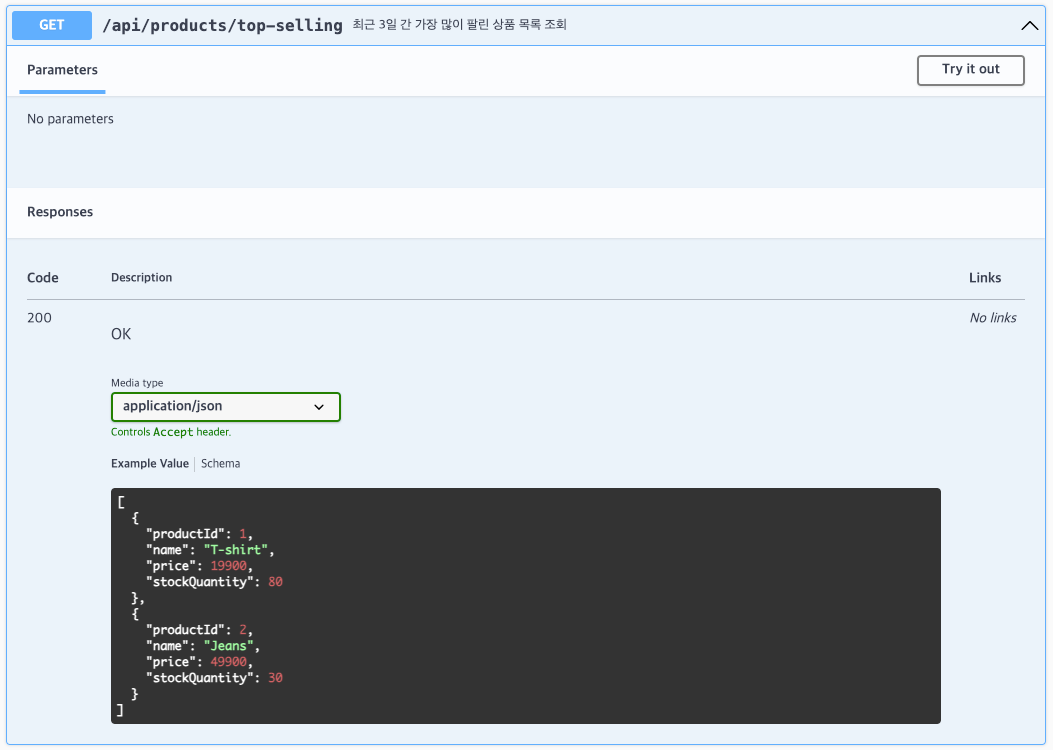 GET /api/products/top-selling 최근 3일 간 가장 많이 팔린 상품 목록 조회
Parameters Try it out
No parameters
Responses
Code Description Links
200 No links
OK
Media type
application/json
Controls Accept header.
Example Value Schema
[
  {
    "productId": 1,
    "name": "T-shirt",
    "price": 19900,
    "stockQuantity": 80
  },
  {
    "productId": 2,
    "name": "Jeans",
    "price": 49900,
    "stockQuantity": 30
  }
]